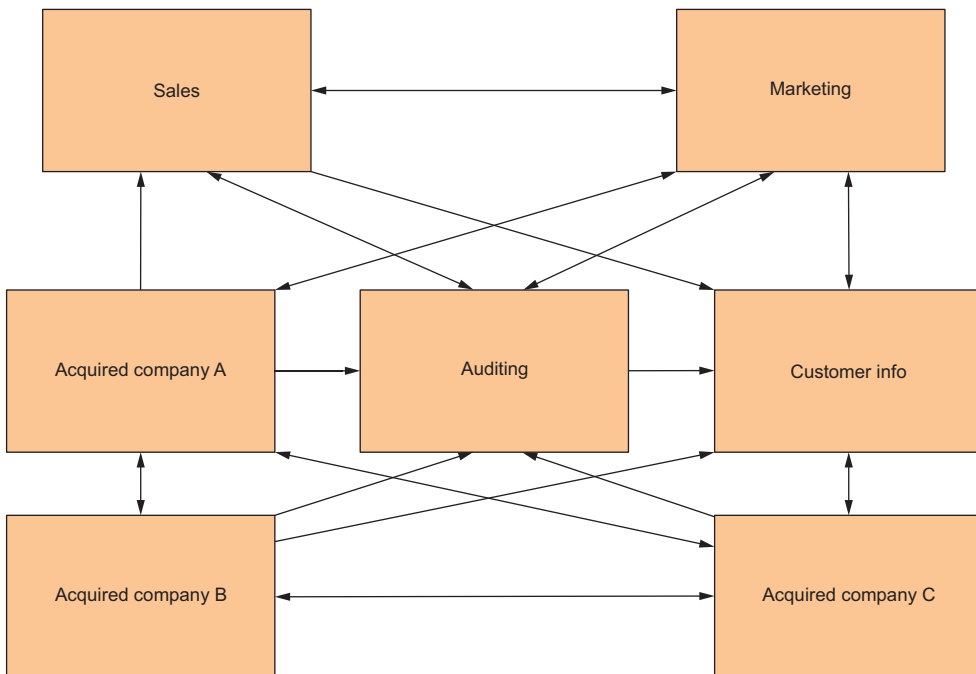 Sales
Marketing
Acquired company A
Auditing
Customer info
Acquired company B
Acquired company C